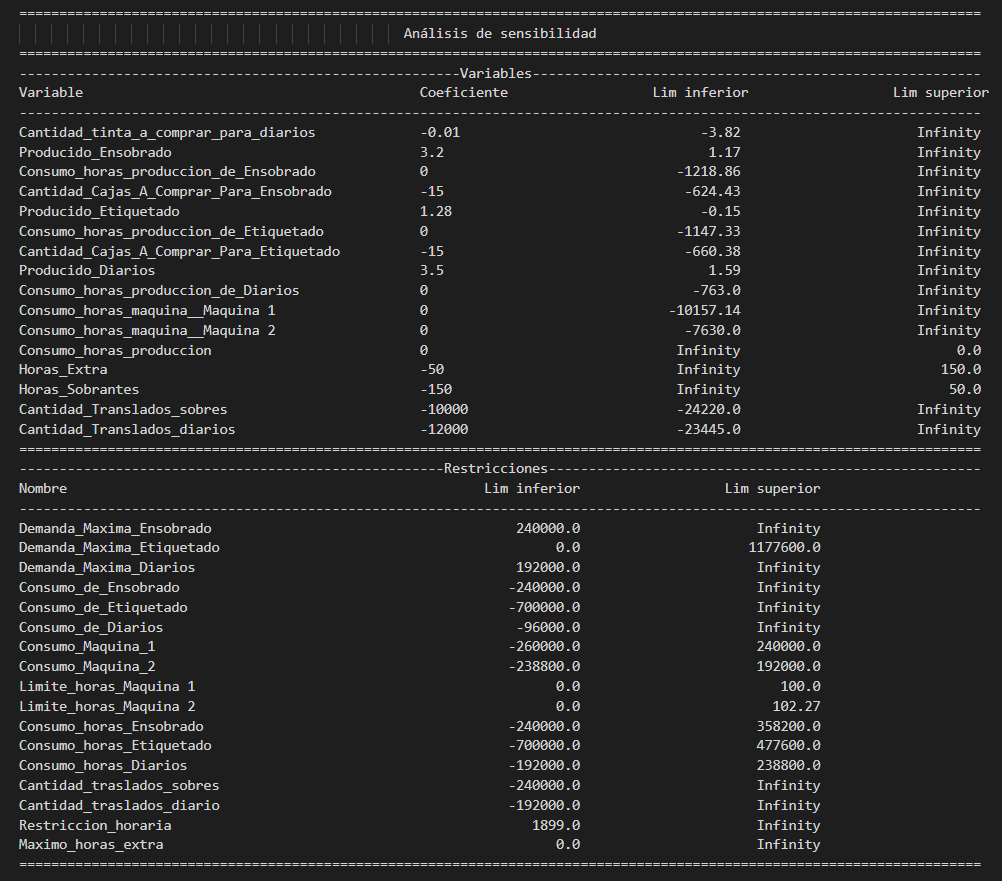 ========================================================================================================================
Análisis de sensibilidad
========================================================================================================================
-------------------------------------------------------Variables--------------------------------------------------------
Variable Coeficiente Lim inferior Lim superior
------------------------------------------------------------------------------------------------------------------------
Cantidad_tinta_a_comprar_para_diarios -0.01 -3.82 Infinity
Producido_Ensobrado 3.2 1.17 Infinity
Consumo_horas_produccion_de_Ensobrado 0 -1218.86 Infinity
Cantidad_Cajas_A_Comprar_Para_Ensobrado -15 -624.43 Infinity
Producido_Etiquetado 1.28 -0.15 Infinity
Consumo_horas_produccion_de_Etiquetado 0 -1147.33 Infinity
Cantidad_Cajas_A_Comprar_Para_Etiquetado -15 -660.38 Infinity
Producido_Diarios 3.5 1.59 Infinity
Consumo_horas_produccion_de_Diarios 0 -763.0 Infinity
Consumo_horas_maquina__Maquina 1 0 -10157.14 Infinity
Consumo_horas_maquina__Maquina 2 0 -7630.0 Infinity
Consumo_horas_produccion 0 Infinity 0.0
Horas_Extra -50 Infinity 150.0
Horas_Sobrantes -150 Infinity 50.0
Cantidad_Translados_sobres -10000 -24220.0 Infinity
Cantidad_Translados_diarios -12000 -23445.0 Infinity
========================================================================================================================
-----------------------------------------------------Restricciones------------------------------------------------------
Nombre Lim inferior Lim superior
------------------------------------------------------------------------------------------------------------------------
Demanda_Maxima_Ensobrado 240000.0 Infinity
Demanda_Maxima_Etiquetado 0.0 1177600.0
Demanda_Maxima_Diarios 192000.0 Infinity
Consumo_de_Ensobrado -240000.0 Infinity
Consumo_de_Etiquetado -700000.0 Infinity
Consumo_de_Diarios -96000.0 Infinity
Consumo_Maquina_1 -260000.0 240000.0
Consumo_Maquina_2 -238800.0 192000.0
Limite_horas_Maquina 1 0.0 100.0
Limite_horas_Maquina 2 0.0 102.27
Consumo_horas_Ensobrado -240000.0 358200.0
Consumo_horas_Etiquetado -700000.0 477600.0
Consumo_horas_Diarios -192000.0 238800.0
Cantidad_traslados_sobres -240000.0 Infinity
Cantidad_traslados_diario -192000.0 Infinity
Restriccion_horaria 1899.0 Infinity
Maximo_horas_extra 0.0 Infinity
========================================================================================================================